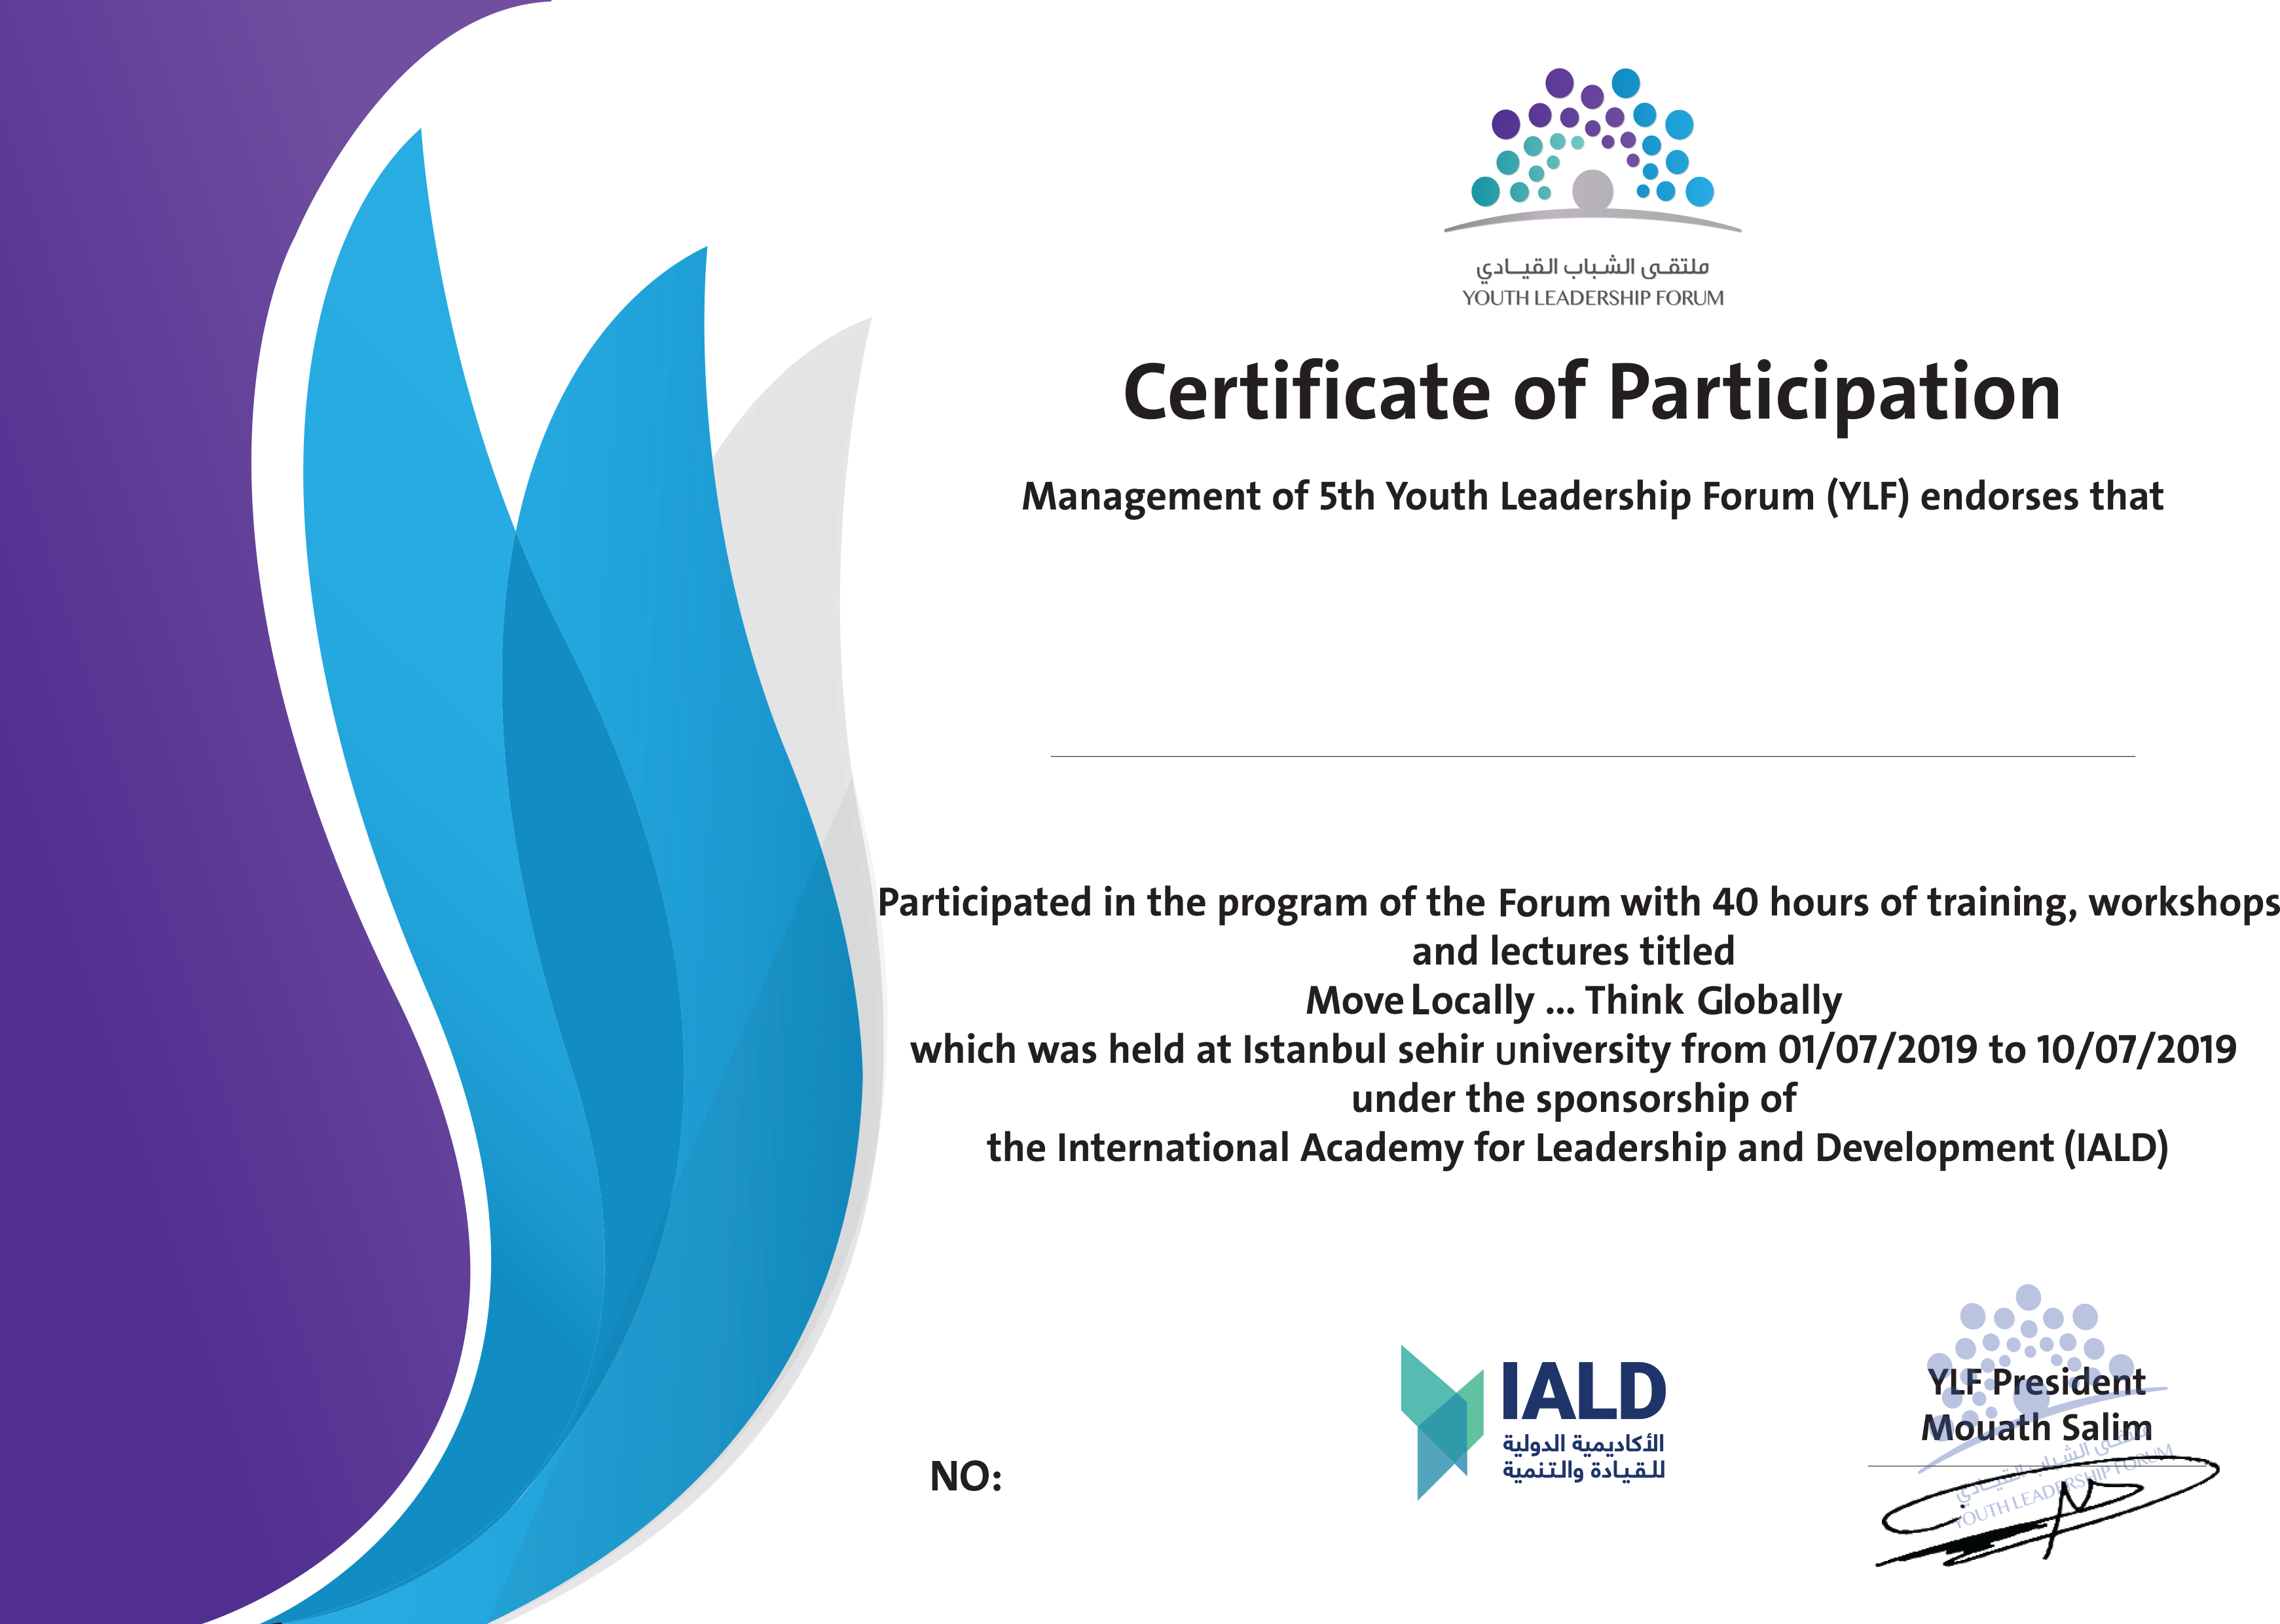 ملتقى الشباب القيادي
YOUTH LEADERSHIP FORUM
Certificate of Participation
Management of 5th Youth Leadership Forum (YLF) endorses that
Participated in the program of the Forum with 40 hours of training, workshops
and lectures titled
Move Locally ... Think Globally
which was held at Istanbul sehir university from 01/07/2019 to 10/07/2019
under the sponsorship of
the International Academy for Leadership and Development (IALD)
NO:
IALD
الأكاديمية الدولية
للقيادة والتنمية
YLF President
Mouath Salim
ملتقى الشباب القيادي
YOUTH LEADERSHIP FORUM